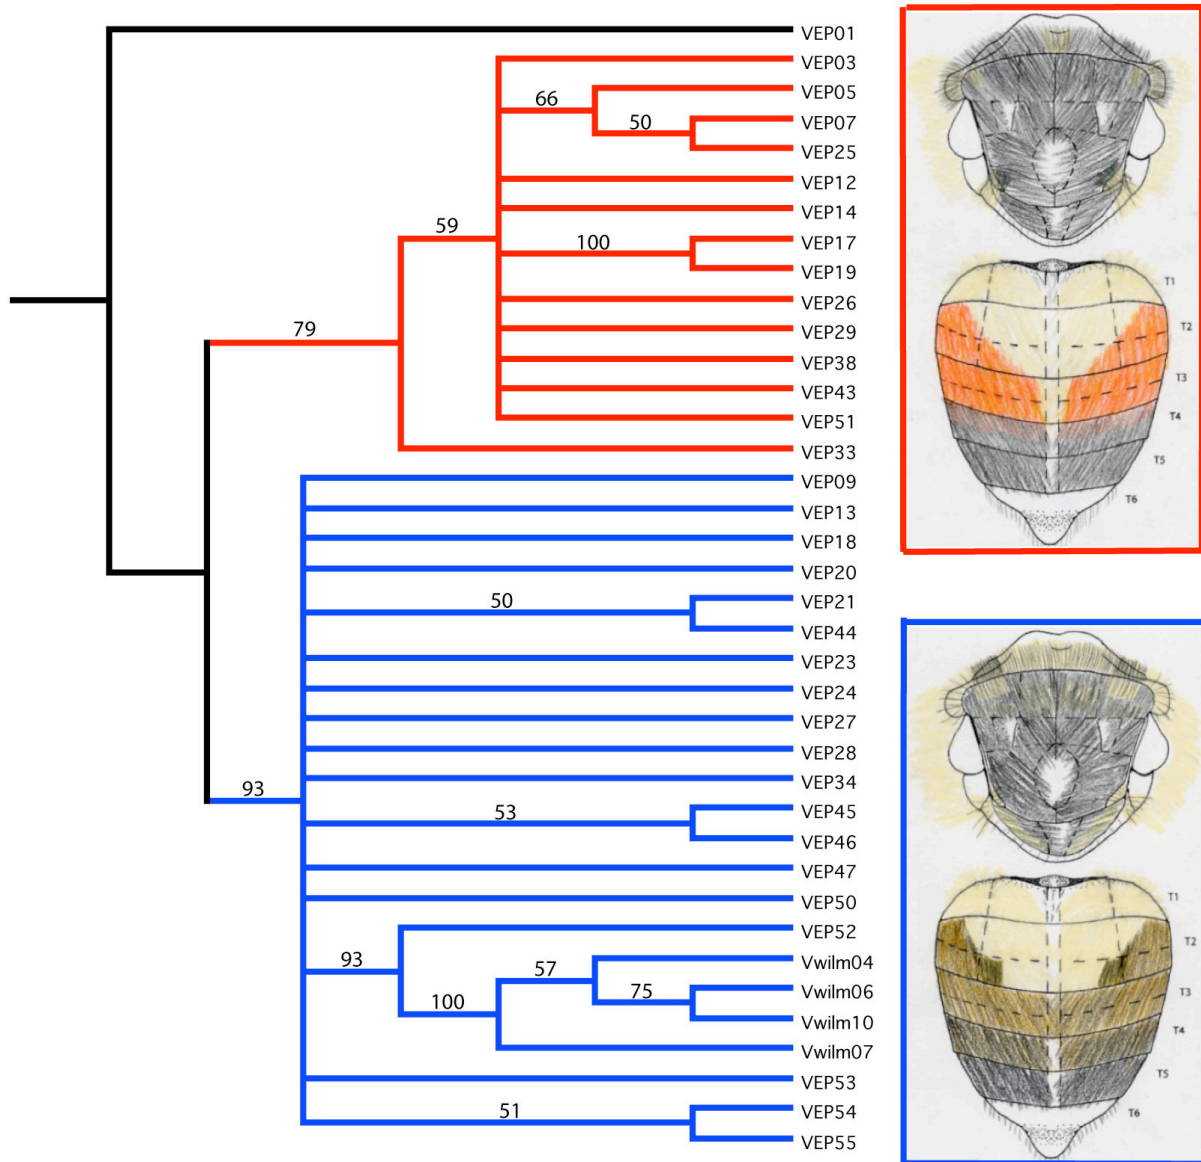 VEP01
VEP03
66
VEP05
50
VEP07
VEP25
VEP12
59
VEP14
100
VEP17
VEP19
VEP26
79
VEP29
VEP38
VEP43
VEP51
VEP33
VEP09
VEP13
VEP18
VEP20
50
VEP21
VEP44
VEP23
VEP24
VEP27
VEP28
93
VEP34
53
VEP45
VEP46
VEP47
VEP50
93
VEP52
57
Vwilm04
100
75
Vwilm06
Vwilm10
Vwilm07
VEP53
51
VEP54
VEP55
T1
T2
T3
T4
T5
T6
T1
T2
T3
T4
T5
T6